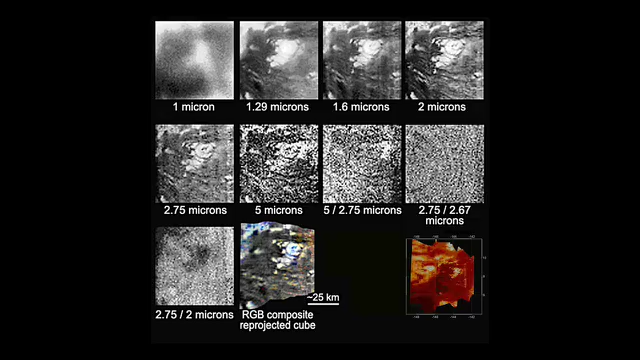 1 micron
1.29 microns
1.6 microns
2 microns
2.75 microns
5 microns
5 / 2.75 microns
2.75 / 2.67
microns
2.75 / 2 microns
RGB composite
reprojected cube
~25 km